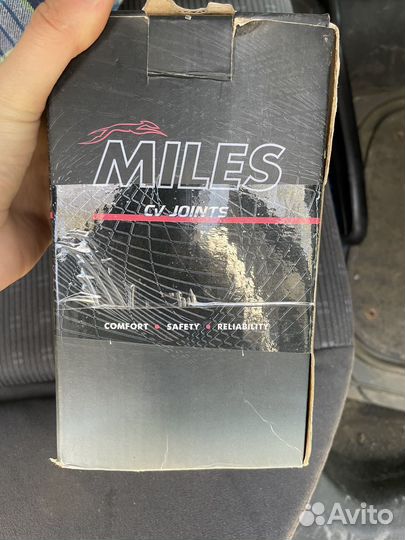 MILES
CV-JOINTS
COMFORT • SAFETY • RELIABILITY
Avito